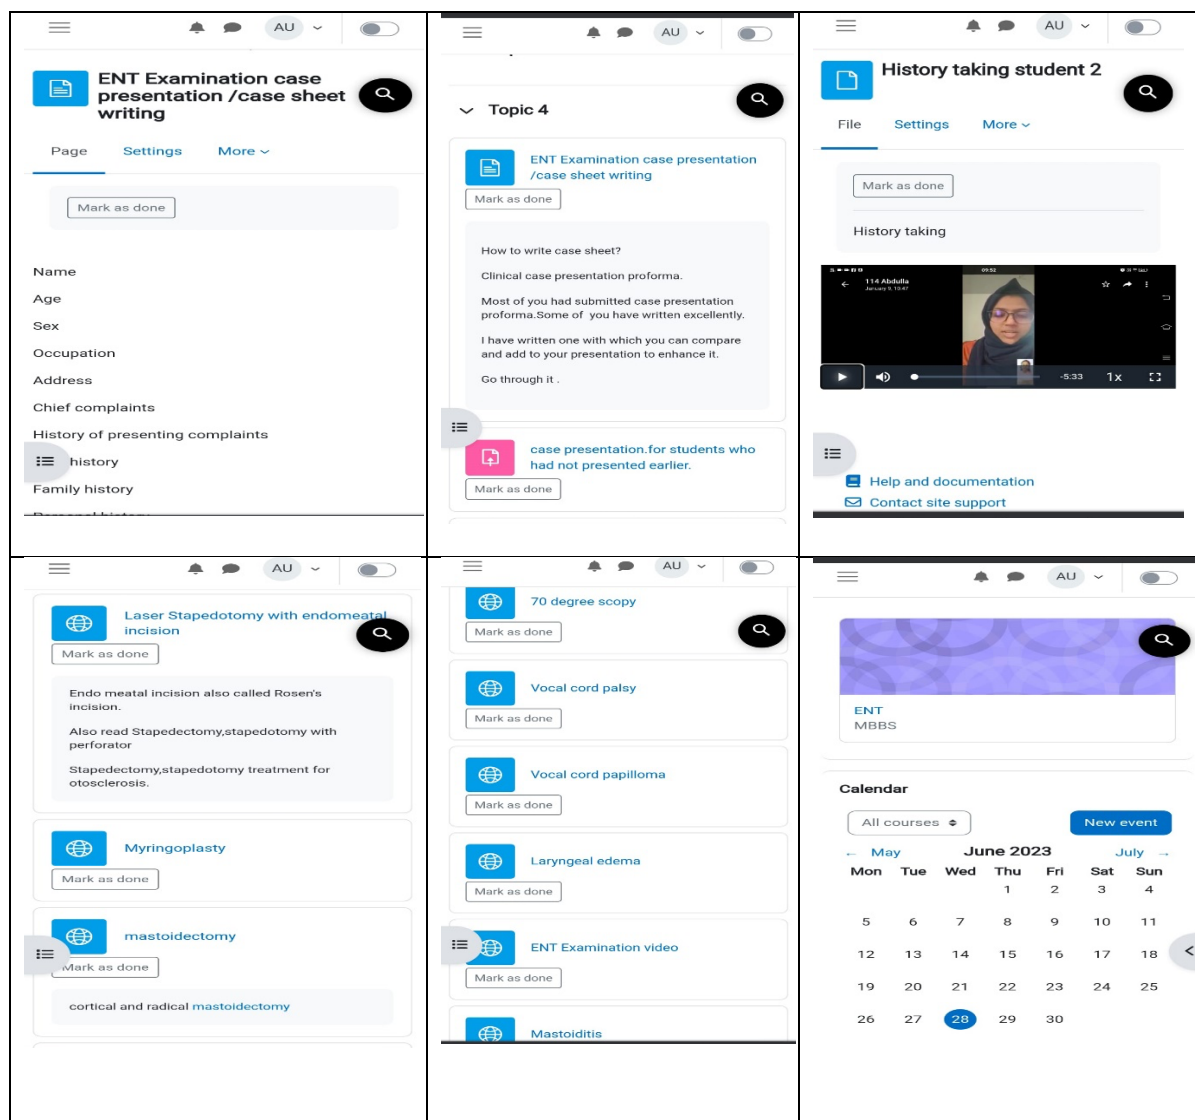 AU
ENT Examination case
presentation /case sheet
writing
Page Settings More
Mark as done
Name
Age
Sex
Occupation
Address
Chief complaints
History of presenting complaints
history
Family history
AU
Topic 4
ENT Examination case presentation
/case sheet writing
Mark as done
How to write case sheet?
Clinical case presentation proforma.
Most of you had submitted case presentation
proforma.Some of you have written excellently.
I have written one with which you can compare
and add to your presentation to enhance it.
Go through it .
case presentation.for students who
had not presented earlier.
Mark as done
AU
History taking student 2
File Settings More
Mark as done
History taking
09:52
114 Abdulla
-5:33 1x
Help and documentation
Contact site support
AU
Laser Stapedotomy with endomeatal
incision
Mark as done
Endo meatal incision also called Rosen's
incision.
Also read Stapedectomy,stapedotomy with
perforator
Stapedectomy,stapedotomy treatment for
otosclerosis.
Myringoplasty
Mark as done
mastoidectomy
Mark as done
cortical and radical mastoidectomy
AU
70 degree scopy
Mark as done
Vocal cord palsy
Mark as done
Vocal cord papilloma
Mark as done
Laryngeal edema
Mark as done
ENT Examination video
Mark as done
Mastoiditis
AU
ENT
MBBS
Calendar
All courses New event
← May June 2023 July →
Mon Tue Wed Thu Fri Sat Sun
1 2 3 4
5 6 7 8 9 10 11
12 13 14 15 16 17 18
19 20 21 22 23 24 25
26 27 28 29 30